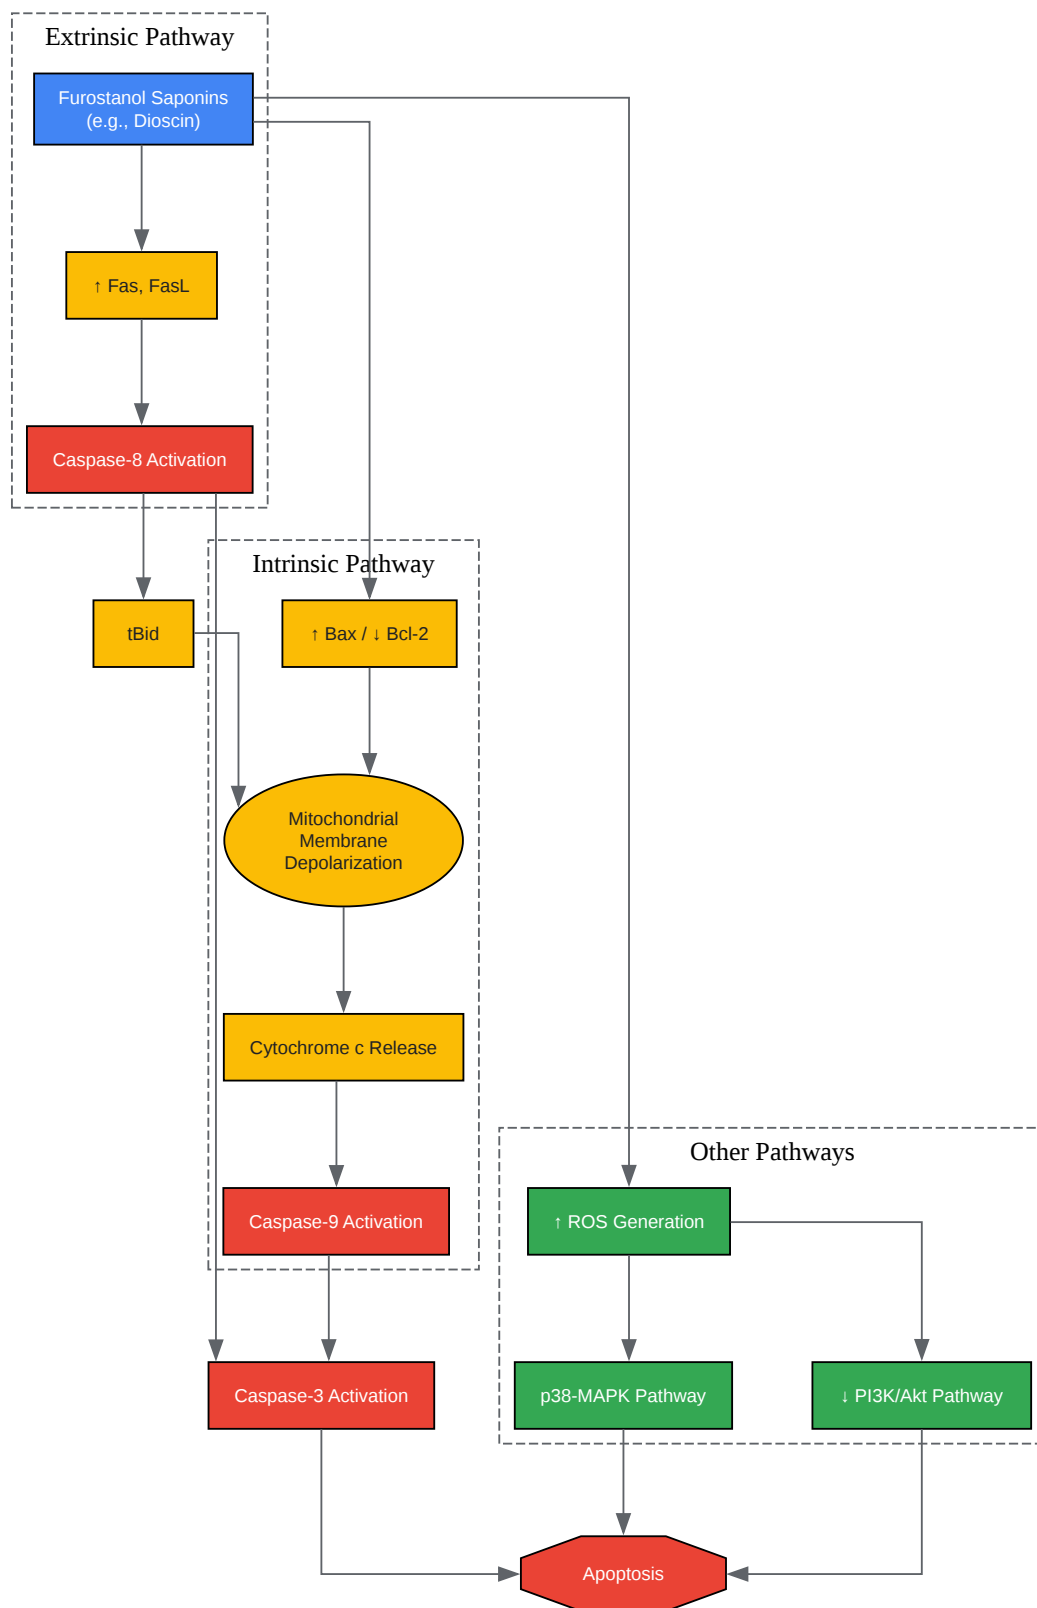 Extrinsic Pathway
Furostanol Saponins
(e.g., Dioscin)
↑ Fas, FasL
Caspase-8 Activation
Intrinsic Pathway
tBid
↑ Bax / ↓ Bcl-2
Mitochondrial
Membrane
Depolarization
Cytochrome c Release
Other Pathways
Caspase-9 Activation
↑ ROS Generation
Caspase-3 Activation
p38-MAPK Pathway
↓ PI3K/Akt Pathway
Apoptosis